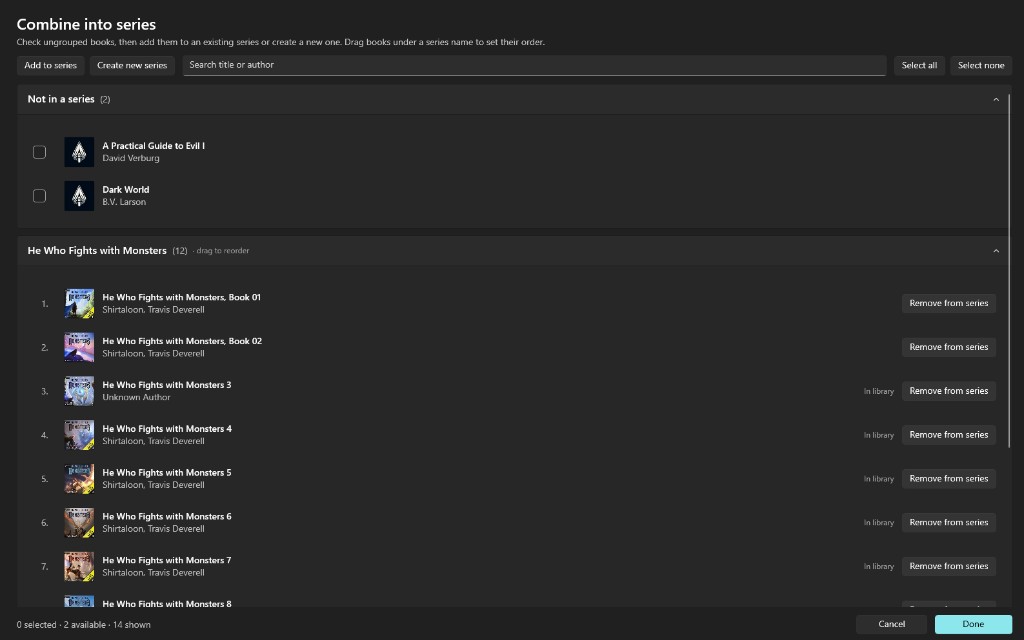 Combine into series
Check ungrouped books, then add them to an existing series or create a new one. Drag books under a series name to set their order.
Add to series
Create new series
Search title or author
Select all
Select none
Not in a series (2)
A Practical Guide to Evil I
David Verburg
Dark World
B.V. Larson
He Who Fights with Monsters (12) · drag to reorder
1.
He Who Fights with Monsters, Book 01
Shirtaloon, Travis Deverell
Remove from series
2.
He Who Fights with Monsters, Book 02
Shirtaloon, Travis Deverell
Remove from series
3.
He Who Fights with Monsters 3
Unknown Author
In library
Remove from series
4.
He Who Fights with Monsters 4
Shirtaloon, Travis Deverell
In library
Remove from series
5.
He Who Fights with Monsters 5
Shirtaloon, Travis Deverell
In library
Remove from series
6.
He Who Fights with Monsters 6
Shirtaloon, Travis Deverell
In library
Remove from series
7.
He Who Fights with Monsters 7
Shirtaloon, Travis Deverell
In library
Remove from series
He Who Fights with Monsters 8
0 selected · 2 available · 14 shown
Cancel
Done